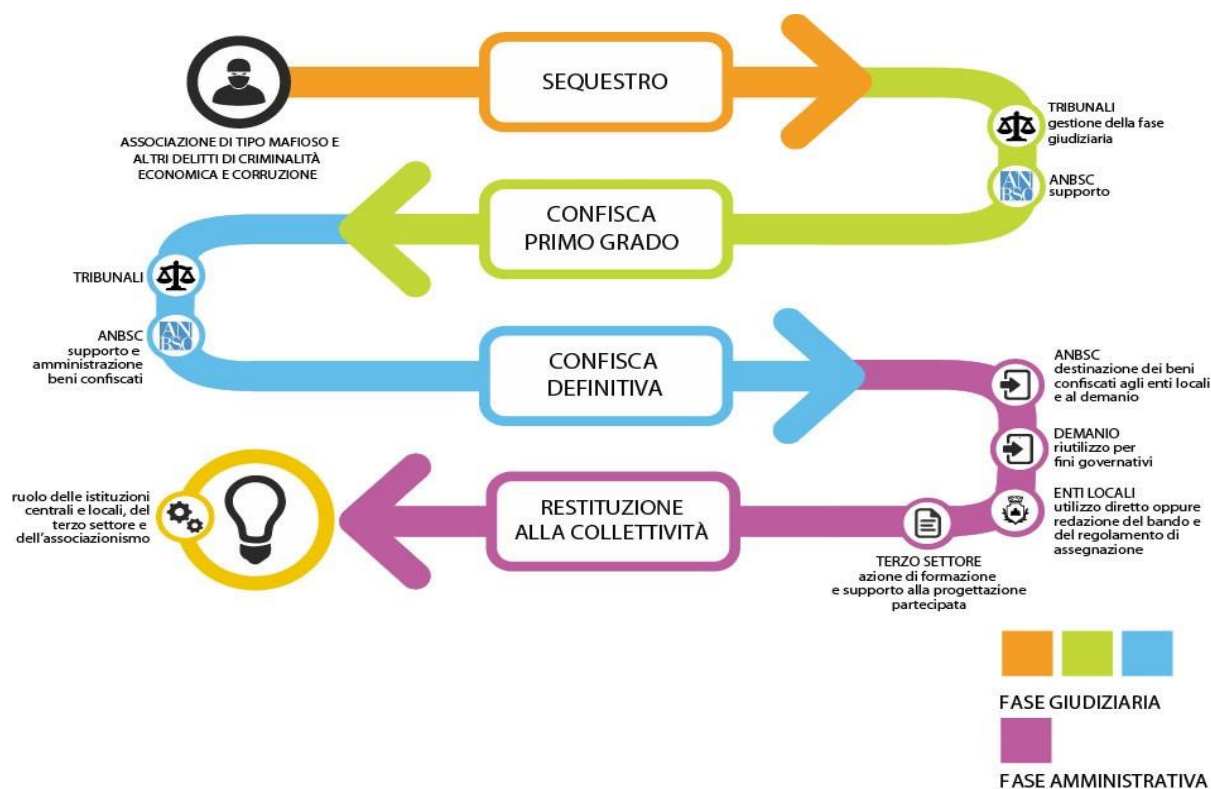 SEQUESTRO
ASSOCIAZIONE DI TIPO MAFIOSO E
ALTRI DELITTI DI CRIMINALITÀ
ECONOMICA E CORRUZIONE
TRIBUNALI
gestione della fase
giudiziaria
AN
BSC
ANBSC
supporto
CONFISCA
PRIMO GRADO
TRIBUNALI
AN
BSC
ANBSC
supporto e
amministrazione
beni confiscati
CONFISCA
DEFINITIVA
ANBSC
destinazione dei beni
confiscati agli enti locali
e al demanio
DEMANIO
riutilizzo per
fini governativi
ENTI LOCALI
utilizzo diretto oppure
redazione del bando e
del regolamento di
assegnazione
TERZO SETTORE
azione di formazione
e supporto alla progettazione
partecipata
RESTITUZIONE
ALLA COLLETTIVITÀ
ruolo delle istituzioni
centrali e locali, del
terzo settore e
dell'associazionismo
FASE GIUDIZIARIA
FASE AMMINISTRATIVA